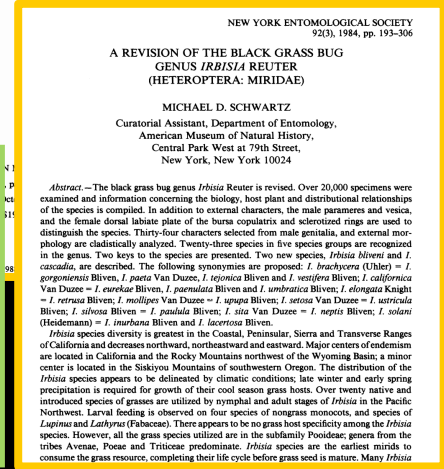 NEW YORK ENTOMOLOGICAL SOCIETY
92(3), 1984, pp. 193–306
A REVISION OF THE BLACK GRASS BUG
GENUS IRBISIA REUTER
(HETEROPTERA: MIRIDAE)
MICHAEL D. SCHWARTZ
Curatorial Assistant, Department of Entomology,
American Museum of Natural History,
Central Park West at 79th Street,
New York, New York 10024
Abstract.—The black grass bug genus Irbisia Reuter is revised. Over 20,000 specimens were
examined and information concerning the biology, host plant and distributional relationships
of the species is compiled. In addition to external characters, the male parameres and vesica,
and the female dorsal labiate plate of the bursa copulatrix and sclerotized rings are used to
distinguish the species. Thirty-four characters selected from male genitalia, and external mor-
phology are cladistically analyzed. Twenty-three species in five species groups are recognized
in the genus. Two keys to the species are presented. Two new species, Irbisia bliveni and I.
cascadia, are described. The following synonymies are proposed: I. brachycera (Uhler) = I.
gorgoniensis Bliven, I. paeta Van Duzee, I. tejonica Bliven and I. vestifera Bliven; I. californica
Van Duzee = I. eurekae Bliven, I. paenulata Bliven and I. umbratica Bliven; I. elongata Knight
= I. retrusa Bliven; I. mollipes Van Duzee = I. upupa Bliven; I. setosa Van Duzee = I. ustricula
Bliven; I. silvosa Bliven = I. paulula Bliven; I. sita Van Duzee = I. neptis Bliven; I. solani
(Heidemann) = I. inurbana Bliven and I. lacertosa Bliven.
Irbisia species diversity is greatest in the Coastal, Peninsular, Sierra and Transverse Ranges
of California and decreases northward, northeastward and eastward. Major centers of endemism
are located in California and the Rocky Mountains northwest of the Wyoming Basin; a minor
center is located in the Siskiyou Mountains of southwestern Oregon. The distribution of the
Irbisia species appears to be delineated by climatic conditions; late winter and early spring
precipitation is required for growth of their cool season grass hosts. Over twenty native and
introduced species of grasses are utilized by nymphal and adult stages of Irbisia in the Pacific
Northwest. Larval feeding is observed on four species of nongrass monocots, and species of
Lupinus and Lathyrus (Fabaceae). There appears to be no grass host specificity among the Irbisia
species. However, all the grass species utilized are in the subfamily Pooideae; genera from the
tribes Avenae, Poeae and Triticeae predominate. Irbisia species are the earliest mirids to
consume the grass resource, completing their life cycle before grass seed is mature. Many Irbisia